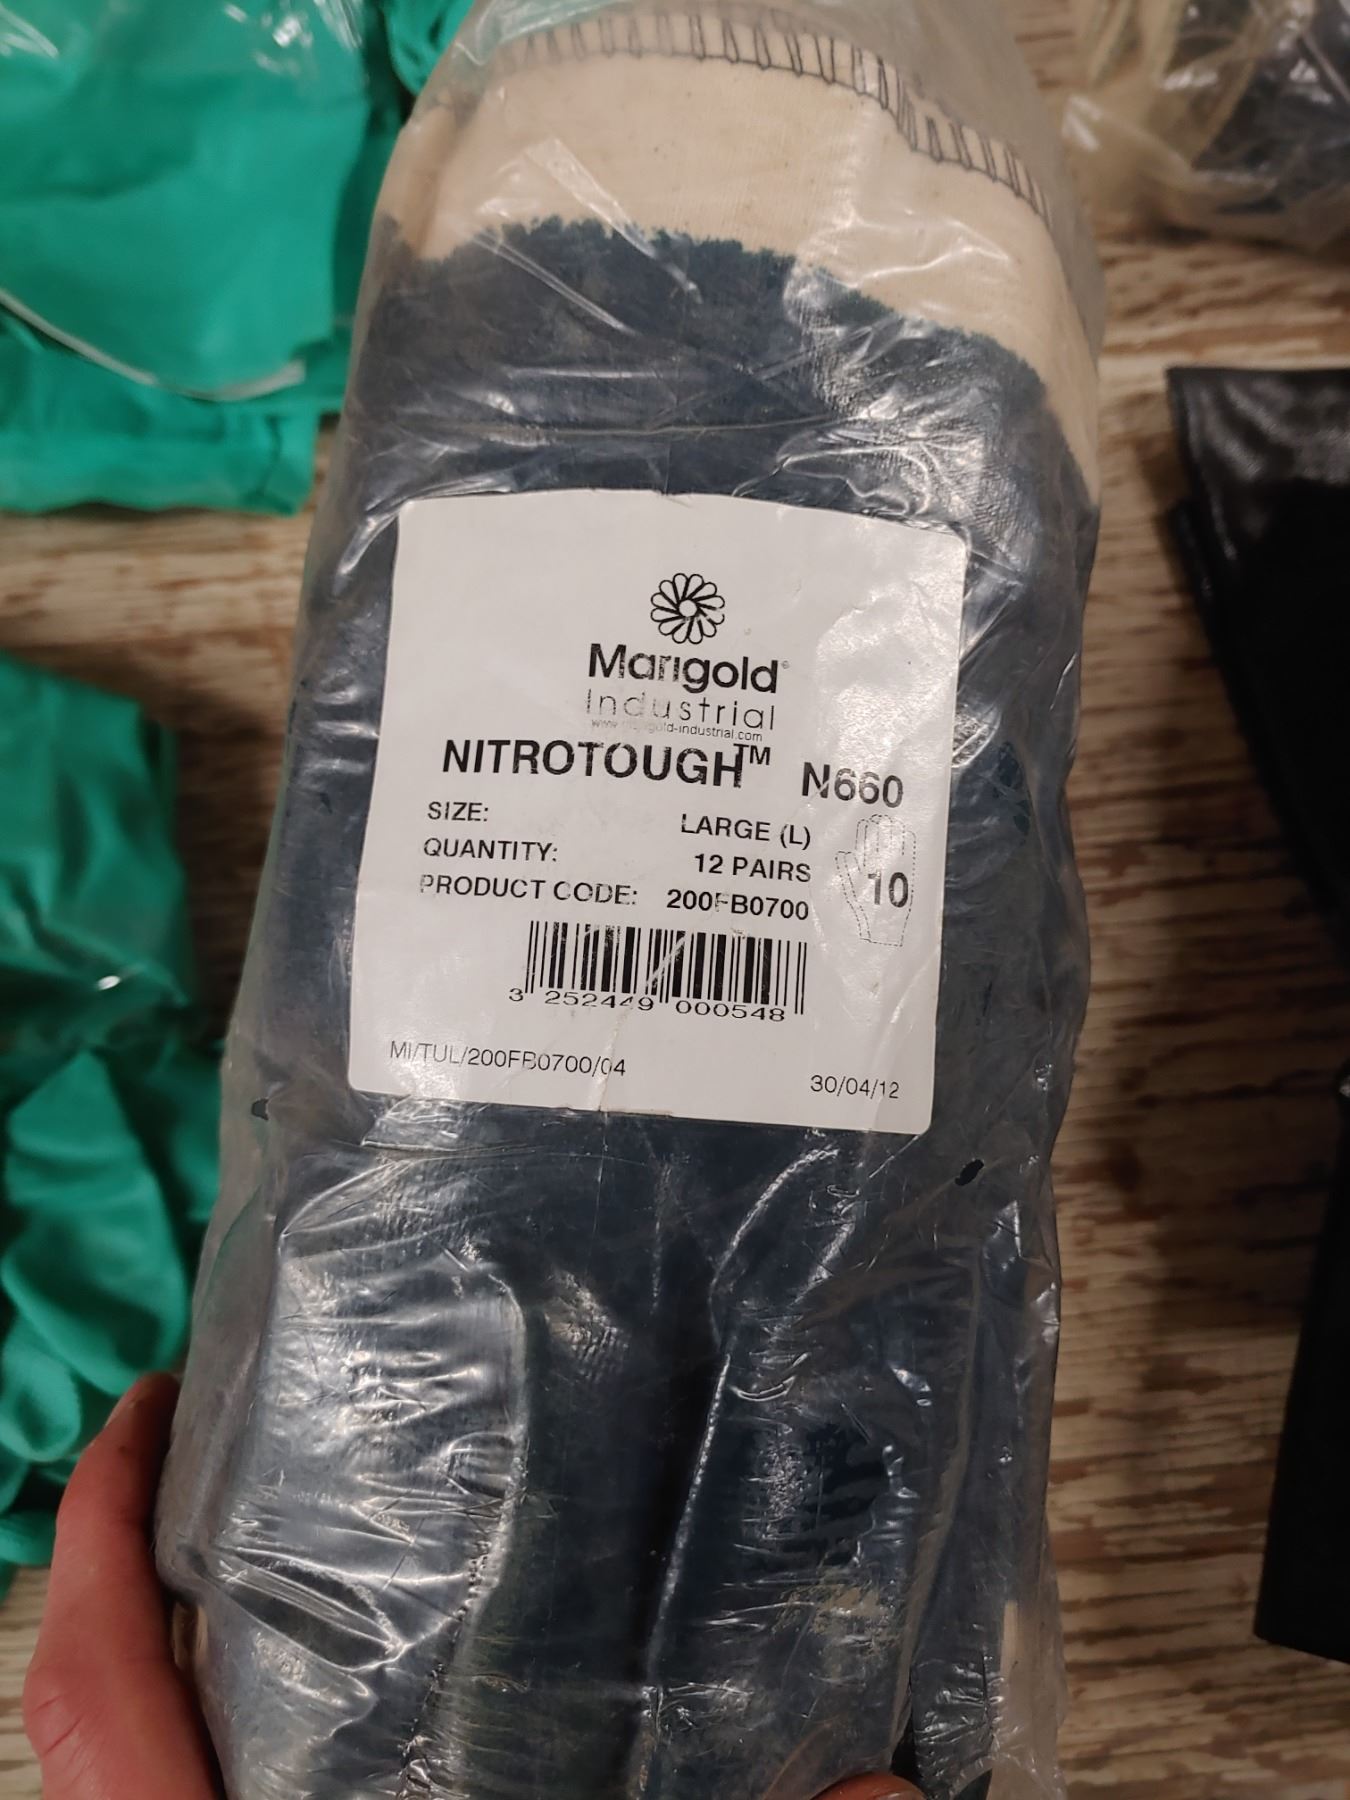 Marigold®
Industrial
NITROTOUGH™ N660
SIZE: LARGE (L)
QUANTITY: 12 PAIRS
PRODUCT CODE: 200FB0700
10
3 252449 000548
MI/TUL/200FB0700/04
30/04/12